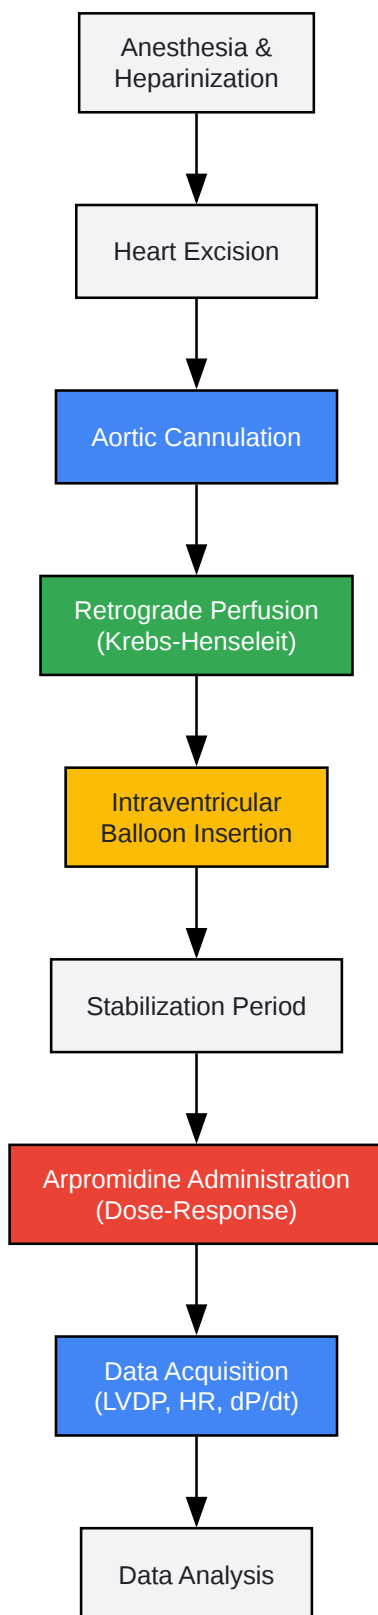 Anesthesia &
Heparinization
Heart Excision
Aortic Cannulation
Retrograde Perfusion
(Krebs-Henseleit)
Intraventricular
Balloon Insertion
Stabilization Period
Arpromidine Administration
(Dose-Response)
Data Acquisition
(LVDP, HR, dP/dt)
Data Analysis